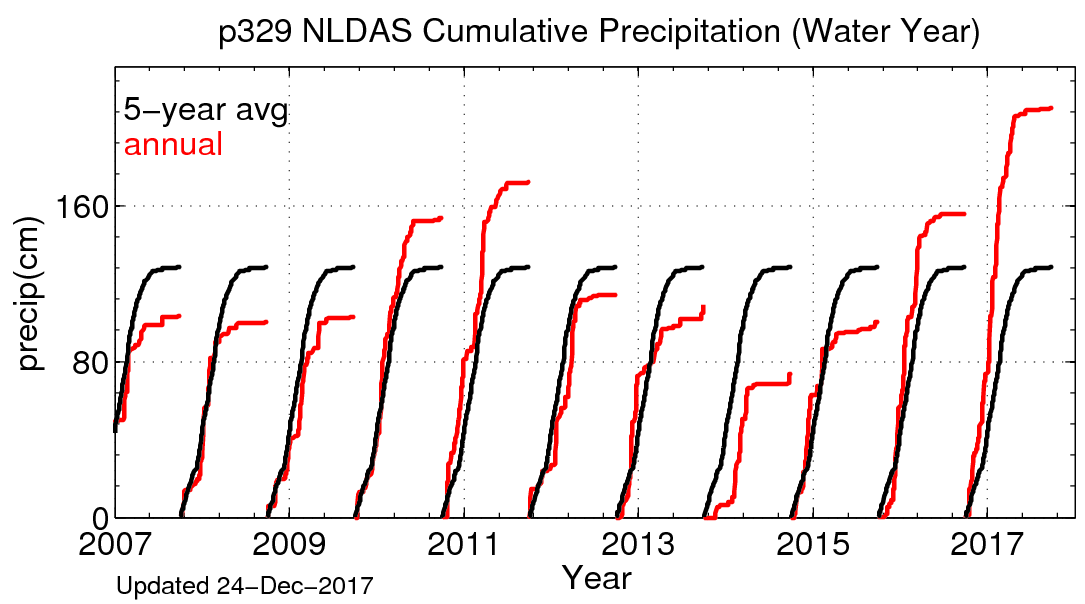 p329 NLDAS Cumulative Precipitation (Water Year)
5−year avg
annual
precip(cm)
160
80
0
2007 2009 2011 2013 2015 2017
Year
Updated 24−Dec−2017